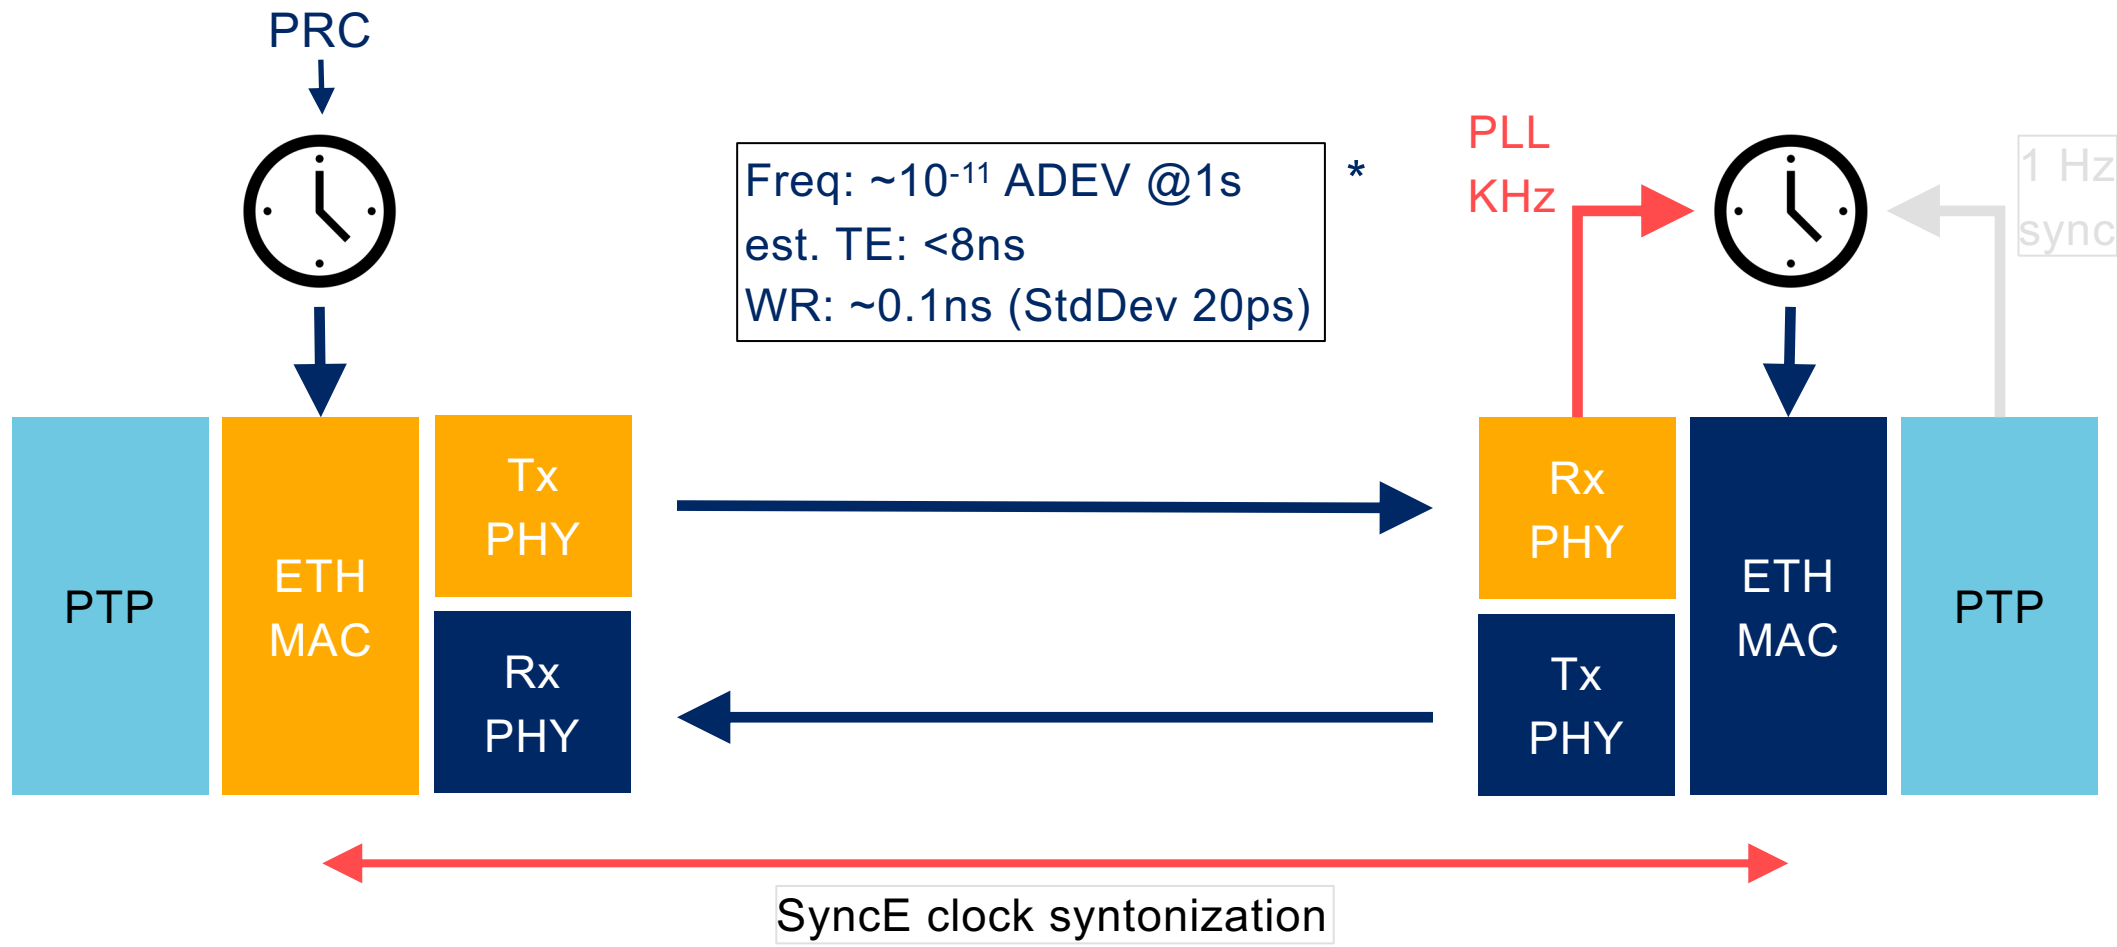 PRC
Freq: ~10⁻¹¹ ADEV @1s
est. TE: <8ns
WR: ~0.1ns (StdDev 20ps)
*
PLL
KHz
1 Hz
sync
PTP
ETH
MAC
Tx
PHY
Rx
PHY
Rx
PHY
Tx
PHY
ETH
MAC
PTP
SyncE clock syntonization